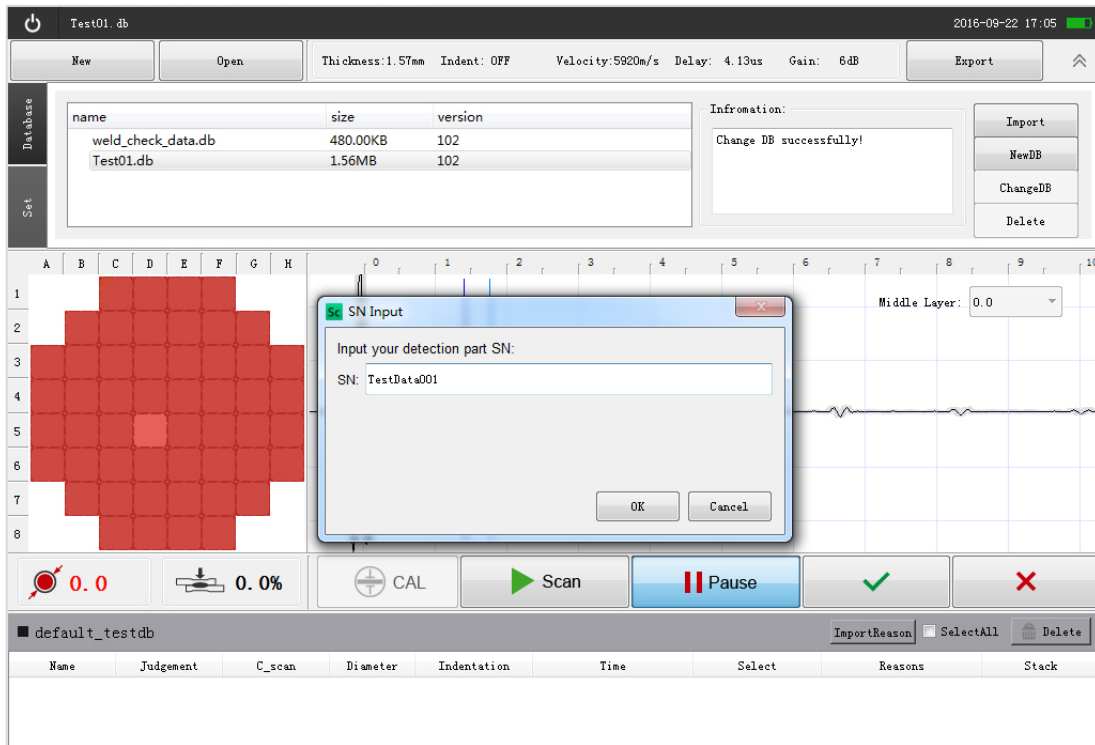 Test01.db 2016-09-22 17:05
New Open Thickness:1.57mm Indent: OFF Velocity:5920m/s Delay: 4.13us Gain: 6dB Export
Database
Set
name size version
weld_check_data.db 480.00KB 102
Test01.db 1.56MB 102
Infromation:
Change DB successfully!
Import
NewDB
ChangeDB
Delete
A B C D E F G H
1
2
3
4
5
6
7
8
0 1 2 3 4 5 6 7 8 9 10
Middle Layer: 0.0
Sc SN Input
Input your detection part SN:
SN: TestData001
OK Cancel
0.0 0.0% CAL Scan Pause
default_testdb ImportReason SelectAll Delete
Name Judgement C_scan Diameter Indentation Time Select Reasons Stack